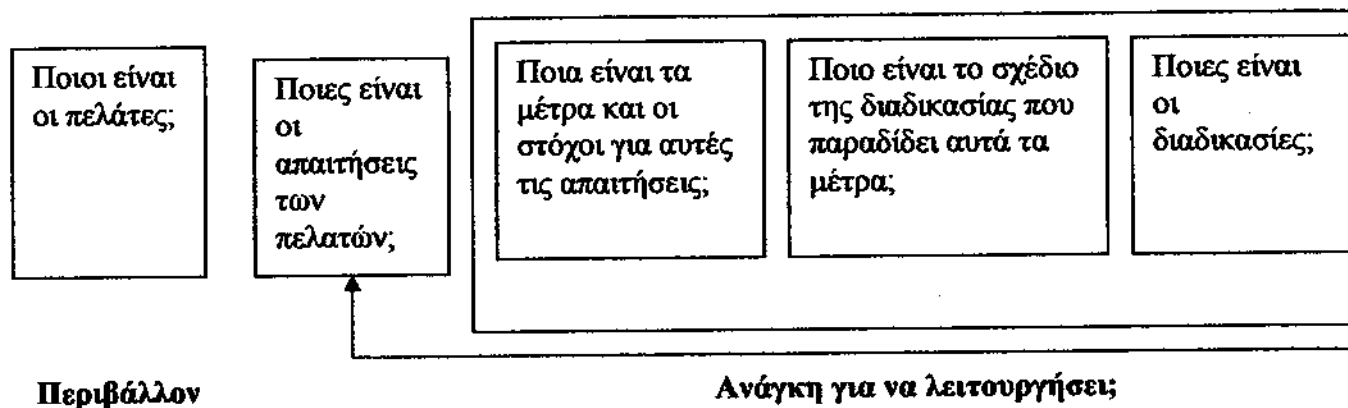 Ποιοι είναι
οι πελάτες;
Ποιες είναι
οι
απαιτήσεις
των
πελατών;
Ποια είναι τα
μέτρα και οι
στόχοι για αυτές
τις απαιτήσεις;
Ποιο είναι το σχέδιο
της διαδικασίας που
παραδίδει αυτά τα
μέτρα;
Ποιες είναι
οι
διαδικασίες;
Περιβάλλον
Ανάγκη για να λειτουργήσει;